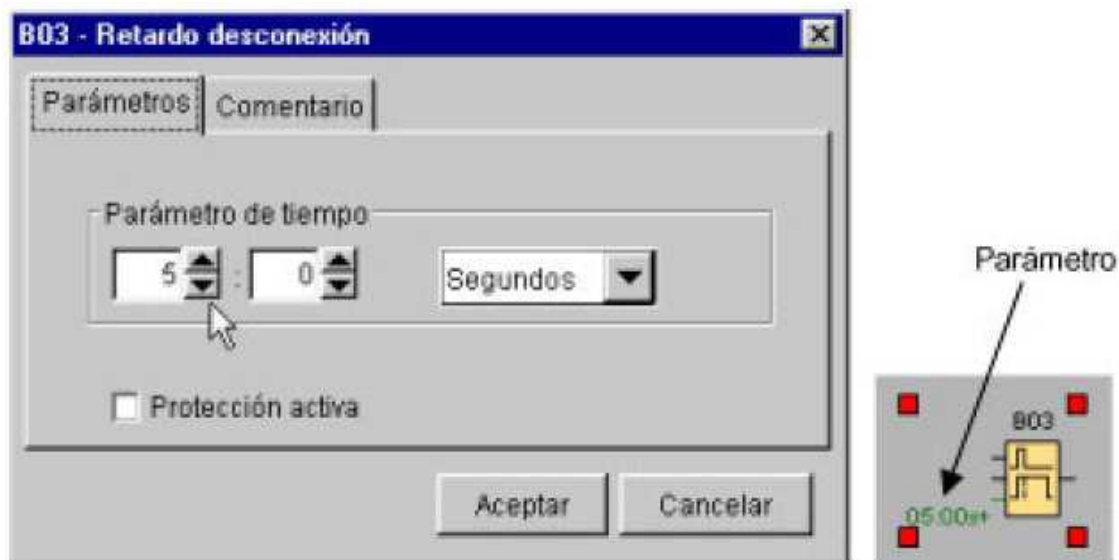 B03 - Retardo desconexión
Parámetros
Comentario
Parámetro de tiempo
5 : 0 Segundos
Protección activa
Aceptar
Cancelar
Parámetro
B03
05:00s+